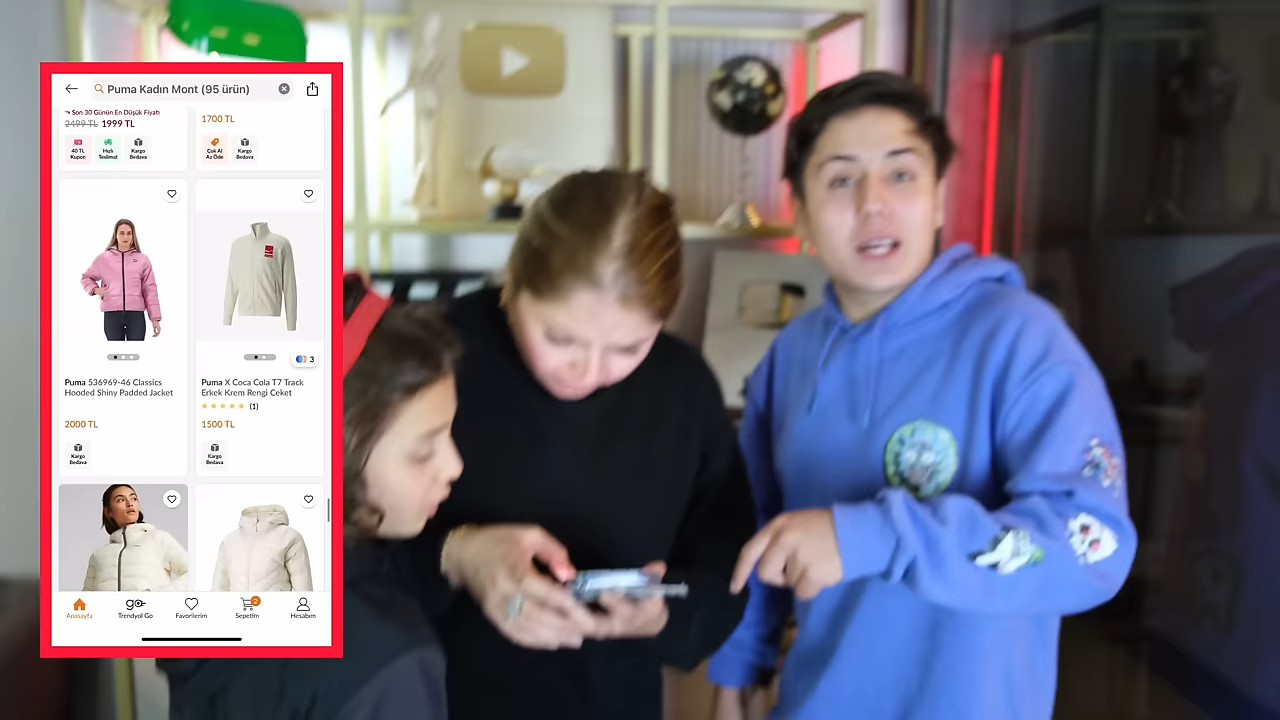 Puma Kadın Mont (95 ürün)
Son 30 Günün En Düşük Fiyatı
2499 TL 1999 TL
1700 TL
40 TL
Kupon
Hızlı
Teslimat
Kargo
Bedava
Çok Al
Az Öde
Kargo
Bedava
3
Puma 536969-46 Classics
Hooded Shiny Padded Jacket
Puma X Coca Cola T7 Track
Erkek Krem Rengi Ceket
(1)
2000 TL
1500 TL
Kargo
Bedava
Kargo
Bedava
go
2
Anasayfa
Trendyol Go
Favorilerim
Sepetim
Hesabım